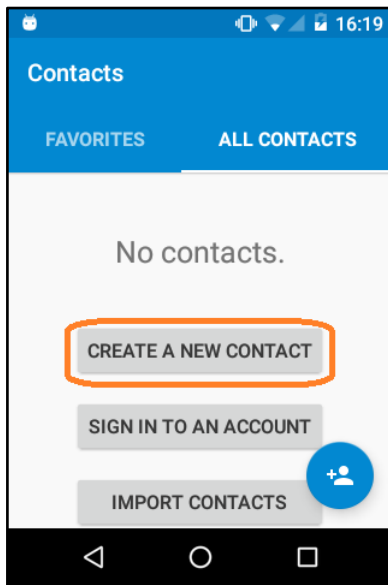 16:19
Contacts
FAVORITES ALL CONTACTS
No contacts.
CREATE A NEW CONTACT
SIGN IN TO AN ACCOUNT
IMPORT CONTACTS